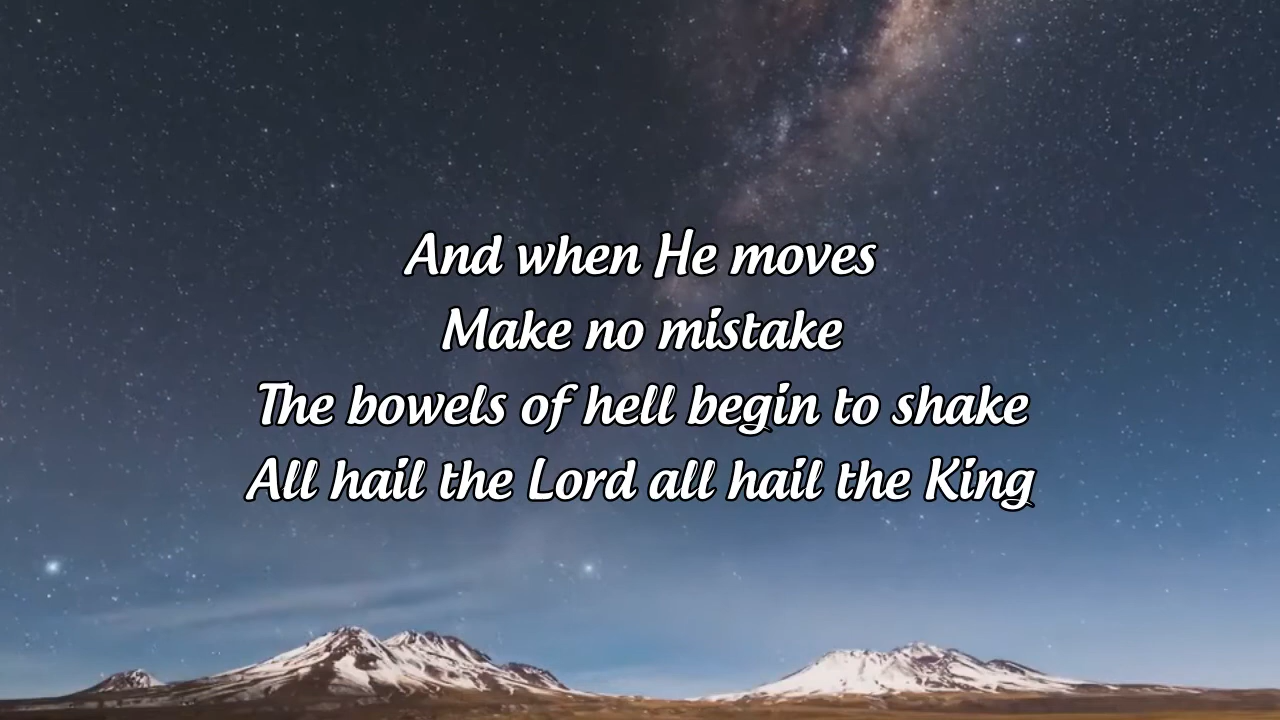 And when He moves
Make no mistake
The bowels of hell begin to shake
All hail the Lord all hail the King